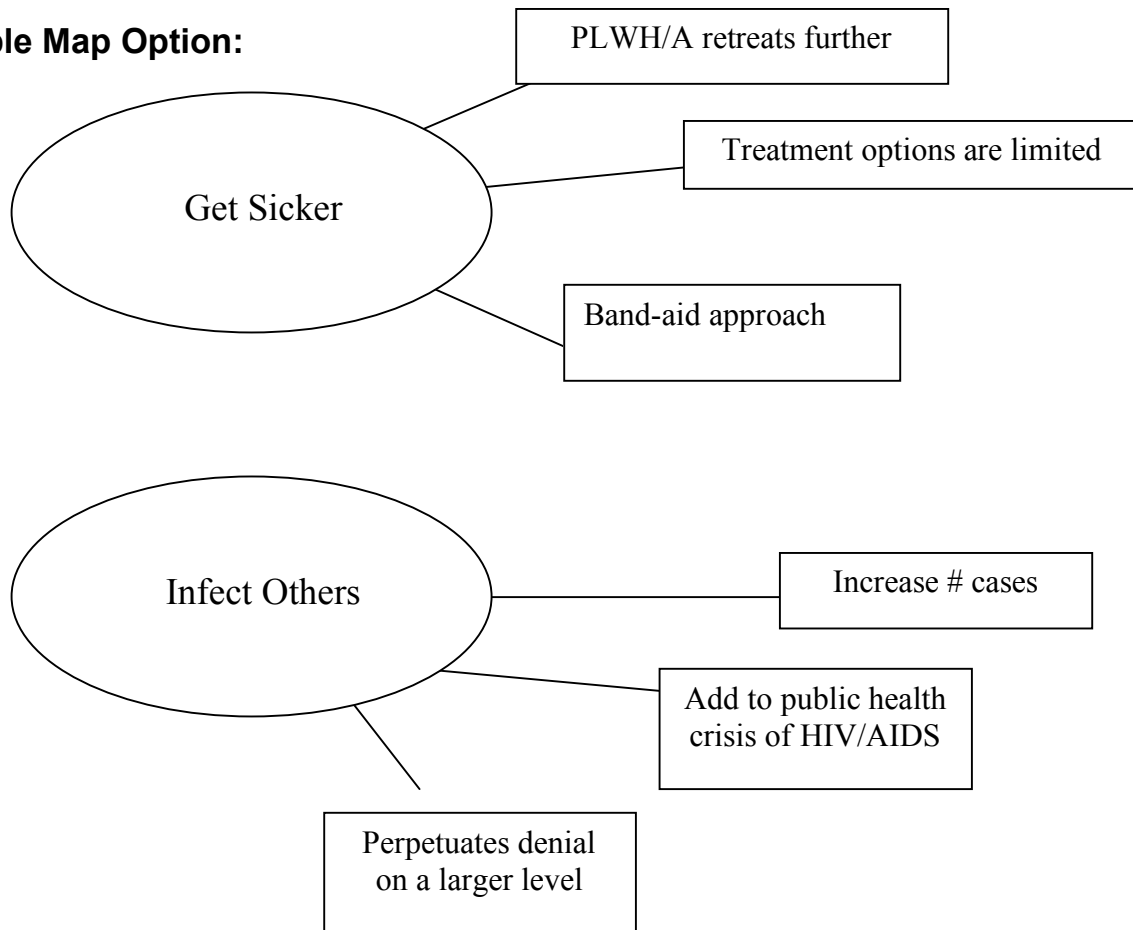 ple Map Option:
PLWH/A retreats further
Treatment options are limited
Get Sicker
Band-aid approach
Infect Others
Increase # cases
Add to public health
crisis of HIV/AIDS
Perpetuates denial
on a larger level